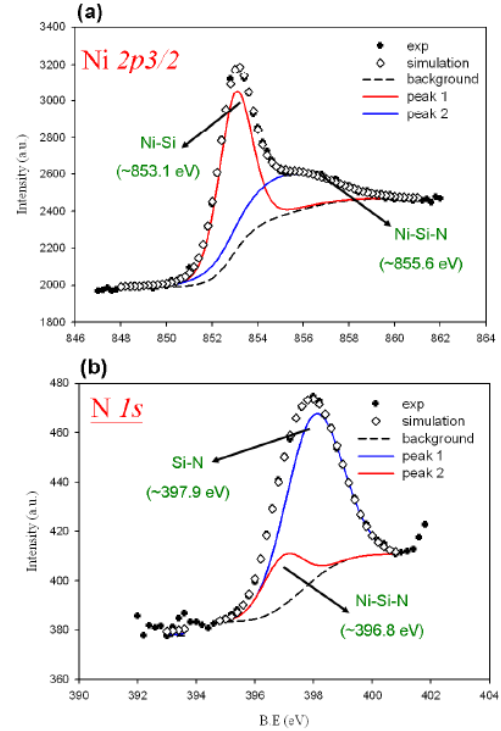 (a)
Ni 2p3/2
exp
simulation
background
peak 1
peak 2
Ni-Si
(~853.1 eV)
Ni-Si-N
(~855.6 eV)
Intensity (a.u.)
3400
3200
3000
2800
2600
2400
2200
2000
1800
846 848 850 852 854 856 858 860 862 864
(b)
N 1s
exp
simulation
background
peak 1
peak 2
Si-N
(~397.9 eV)
Ni-Si-N
(~396.8 eV)
Intensity (a.u.)
480
460
440
420
400
380
360
390 392 394 396 398 400 402 404
B.E (eV)